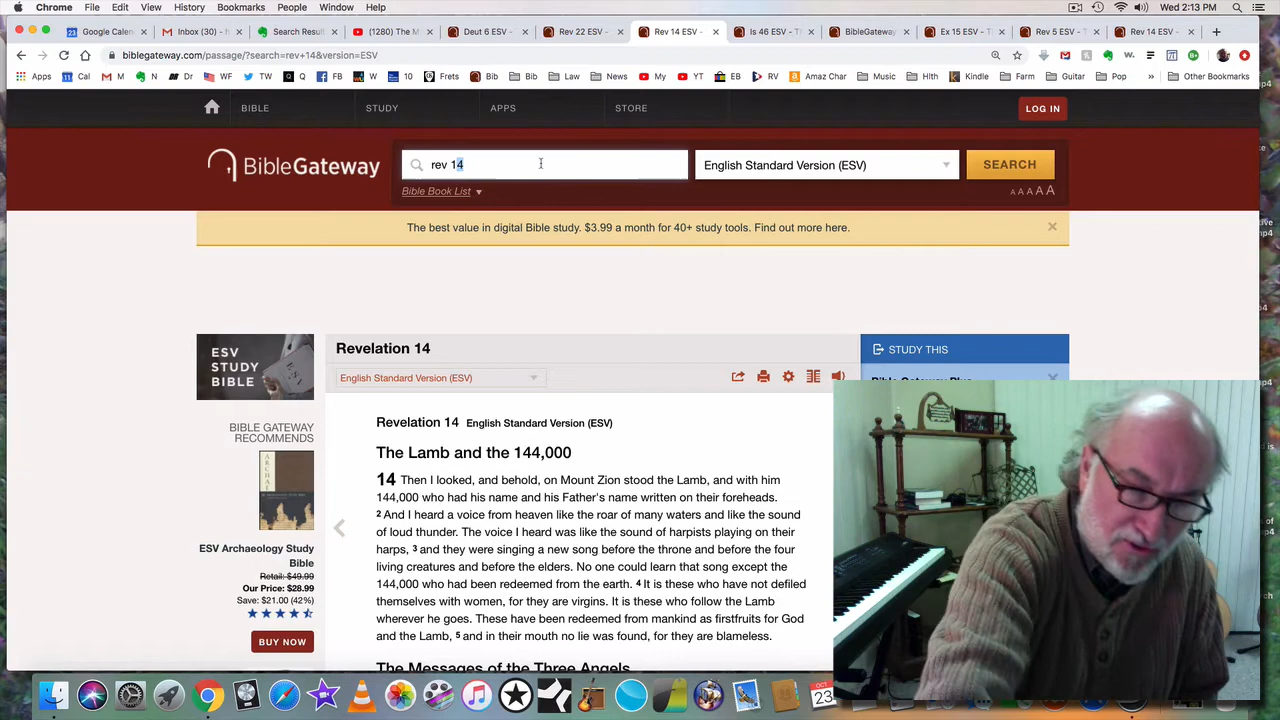 Chrome File Edit View History Bookmarks People Window Help Wed 2:13 PM
Google Calen Inbox (30) - (1280) The M Deut 6 ESV - Rev 22 ESV - Rev 14 ESV - Is 46 ESV - T BibleGateway Ex 15 ESV - Rev 5 ESV - T Rev 14 ESV -
biblegateway.com/passage/?search=rev+14&version=ESV
Apps Cal M N Dr WF TW Q FB W 10 Frets Bib Bib Law News My YT EB RV Amaz Char Music Hlth Kindle Farm Guitar Pop Other Bookmarks
BIBLE STUDY APPS STORE LOG IN
BibleGateway rev 14 English Standard Version (ESV) SEARCH
Bible Book List A A A A A
The best value in digital Bible study. $3.99 a month for 40+ study tools. Find out more here.
ESV
STUDY
BIBLE
BIBLE GATEWAY
RECOMMENDS
ESV Archaeology Study
Bible
Retail: $49.99
Our Price: $28.99
Save: $21.00 (42%)
BUY NOW
Revelation 14
English Standard Version (ESV)
Revelation 14 English Standard Version (ESV)
The Lamb and the 144,000
14 Then I looked, and behold, on Mount Zion stood the Lamb, and with him
144,000 who had his name and his Father's name written on their foreheads.
2 And I heard a voice from heaven like the roar of many waters and like the sound
of loud thunder. The voice I heard was like the sound of harpists playing on their
harps, 3 and they were singing a new song before the throne and before the four
living creatures and before the elders. No one could learn that song except the
144,000 who had been redeemed from the earth. 4 It is these who have not defiled
themselves with women, for they are virgins. It is these who follow the Lamb
wherever he goes. These have been redeemed from mankind as firstfruits for God
and the Lamb, 5 and in their mouth no lie was found, for they are blameless.
The Messages of the Three Angels
STUDY THIS
Bible Gateway Plus
OCT
23
mp4
mp4